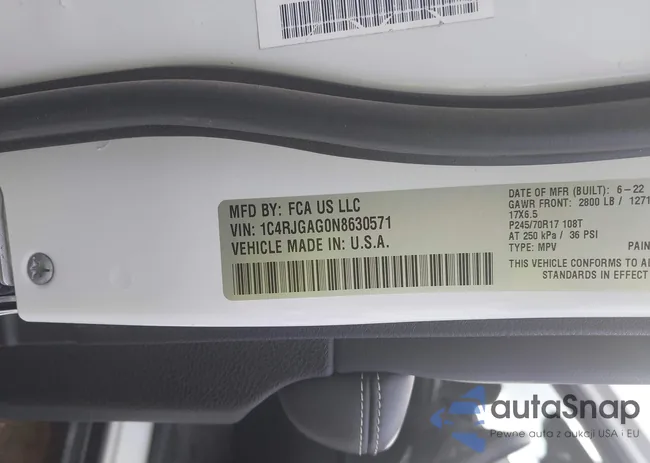 MFD BY: FCA US LLC
VIN: 1C4RJGAG0N8630571
VEHICLE MADE IN: U.S.A.
DATE OF MFR (BUILT): 6-22
GAWR FRONT: 2800 LB / 1271
17X6.5
P245/70R17 108T
AT 250 kPa / 36 PSI
TYPE: MPV PAIN
THIS VEHICLE CONFORMS TO AL
STANDARDS IN EFFECT
autaSnap
Pewne auta z aukcji USA i EU